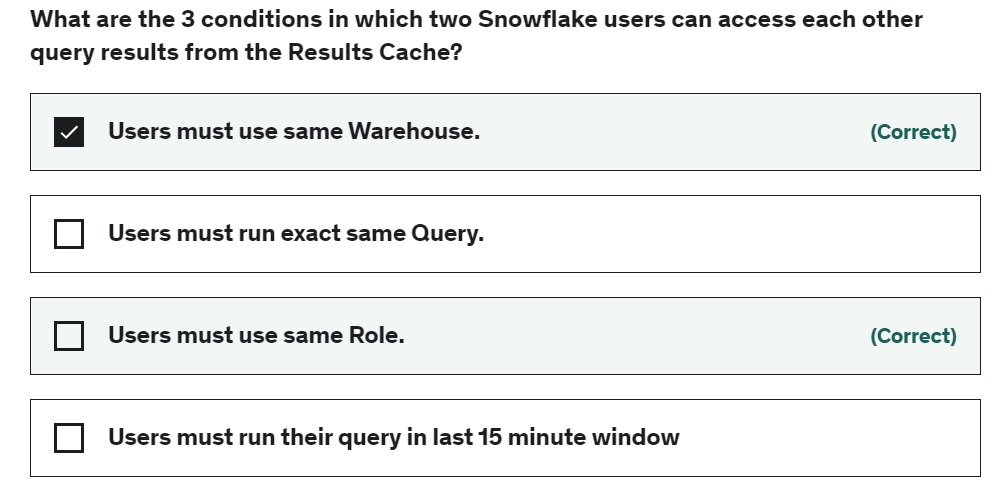 What are the 3 conditions in which two Snowflake users can access each other
query results from the Results Cache?
Users must use same Warehouse. (Correct)
Users must run exact same Query.
Users must use same Role. (Correct)
Users must run their query in last 15 minute window